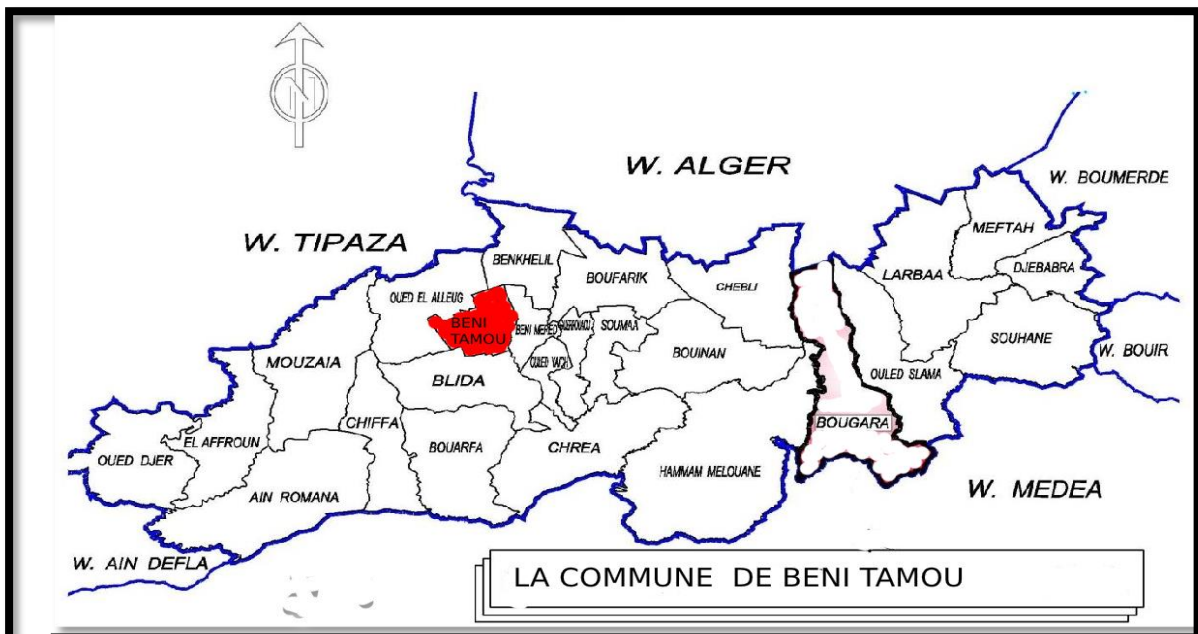 N
W. ALGER
W. BOUMERDE
W. TIPAZA
MEFTAH
BENKHELIL
BOUFARIK
LARBAA
DJEBABRA
CHEBLI
OUED EL ALLEUG
BENI
TAMOU
BENI MERED
SOUMAA
SOUHANE
BOUINAN
W. BOUIR
MOUZAIA
BLIDA
OULED SLAMA
CHIFFA
BOUGARA
EL AFFROUN
BOUARFA
CHREA
OUED DJER
HAMMAM MELOUANE
AIN ROMANA
W. MEDEA
W. AIN DEFLA
LA COMMUNE DE BENI TAMOU